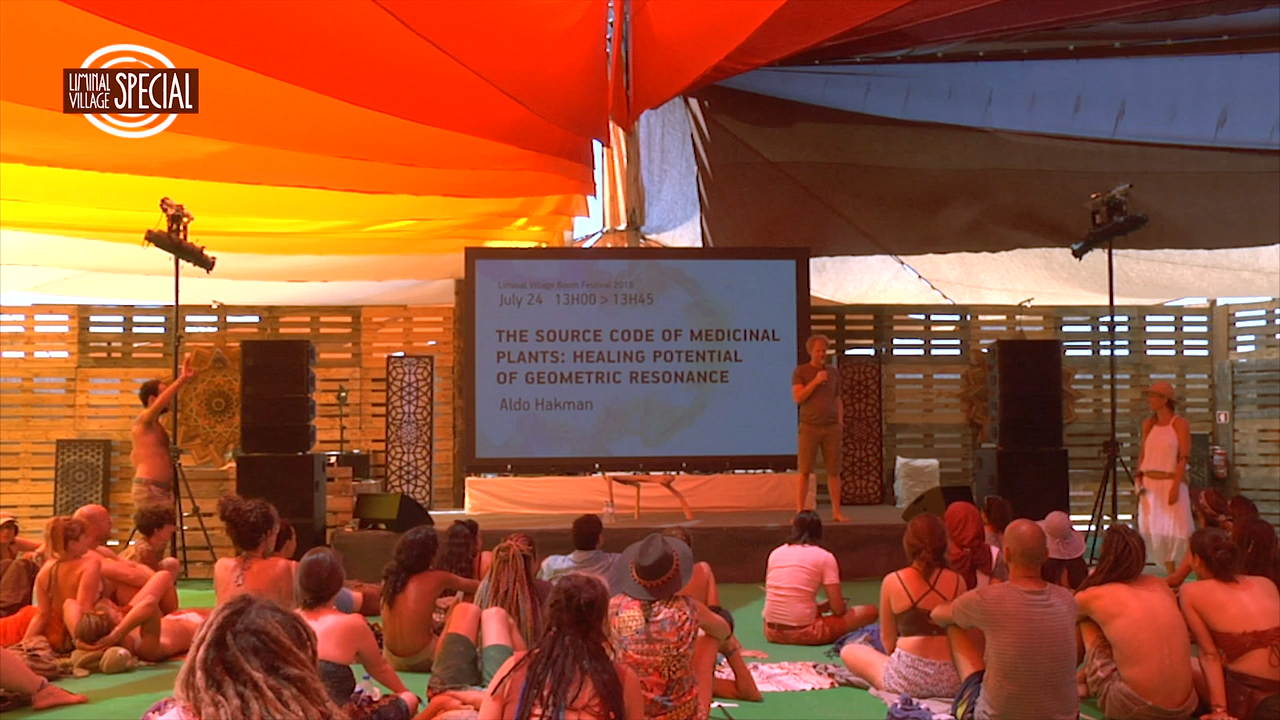 LIMINAL
VILLAGE SPECIAL
Liminal Village Boom Festival 2018
July 24 13H00 > 13H45
THE SOURCE CODE OF MEDICINAL
PLANTS: HEALING POTENTIAL
OF GEOMETRIC RESONANCE
Aldo Hakman